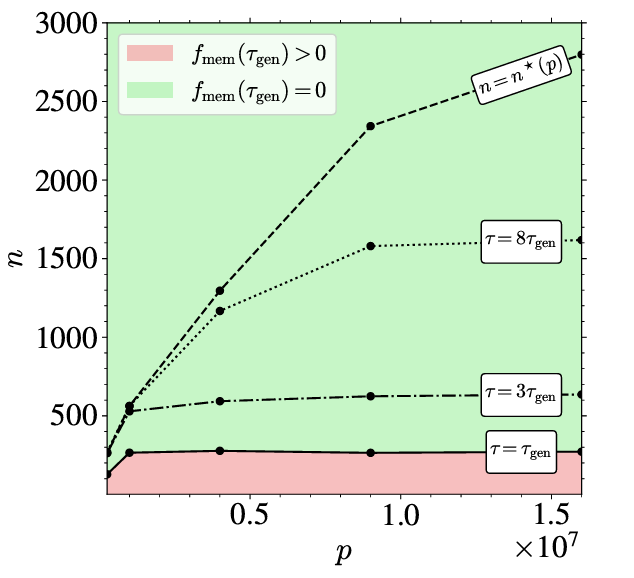 3000
2500
2000
1500
1000
500
n
f_mem(τ_gen) > 0
f_mem(τ_gen) = 0
n = n^⋆(p)
τ = 8τ_gen
τ = 3τ_gen
τ = τ_gen
0.5 1.0 1.5
×10^7
p